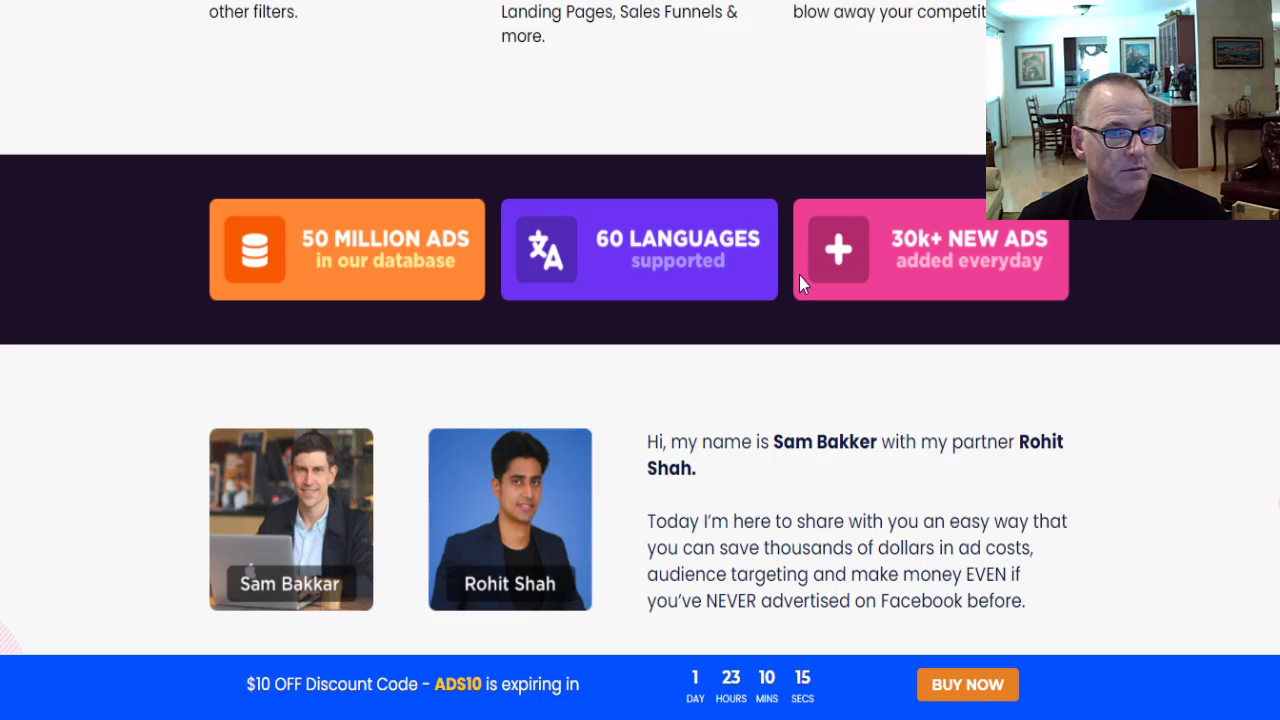 other filters.
Landing Pages, Sales Funnels &
more.
blow away your competit
50 MILLION ADS
in our database
60 LANGUAGES
supported
30k+ NEW ADS
added everyday
Sam Bakkar
Rohit Shah
Hi, my name is Sam Bakker with my partner Rohit
Shah.
Today I'm here to share with you an easy way that
you can save thousands of dollars in ad costs,
audience targeting and make money EVEN if
you've NEVER advertised on Facebook before.
$10 OFF Discount Code - ADS10 is expiring in
1 23 10 15
DAY HOURS MINS SECS
BUY NOW